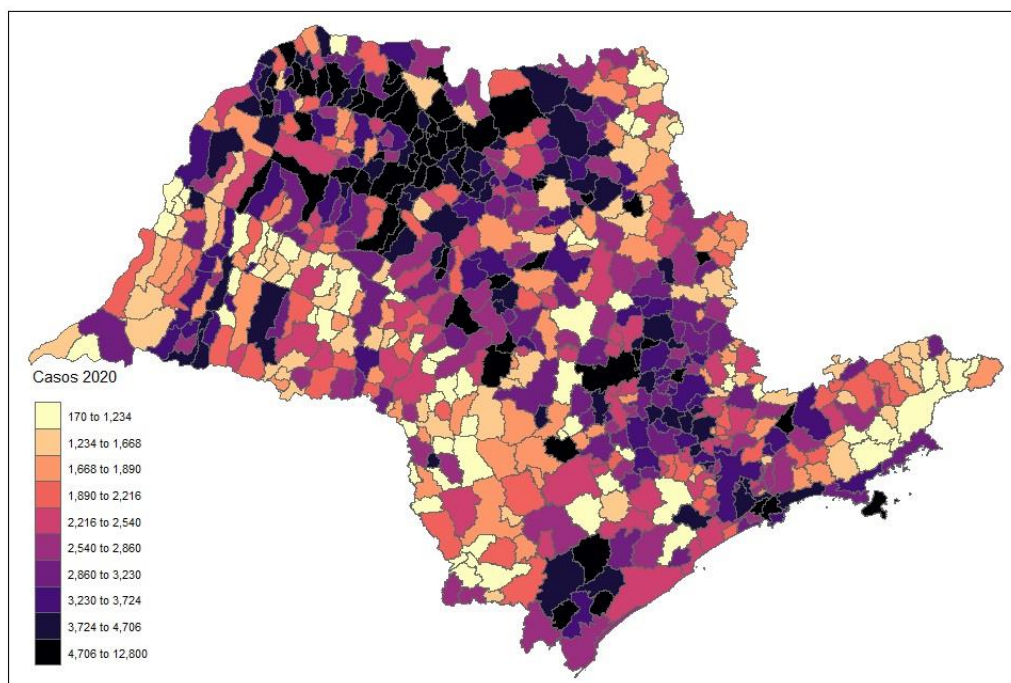 Casos 2020
170 to 1,234
1,234 to 1,668
1,668 to 1,890
1,890 to 2,216
2,216 to 2,540
2,540 to 2,860
2,860 to 3,230
3,230 to 3,724
3,724 to 4,706
4,706 to 12,800